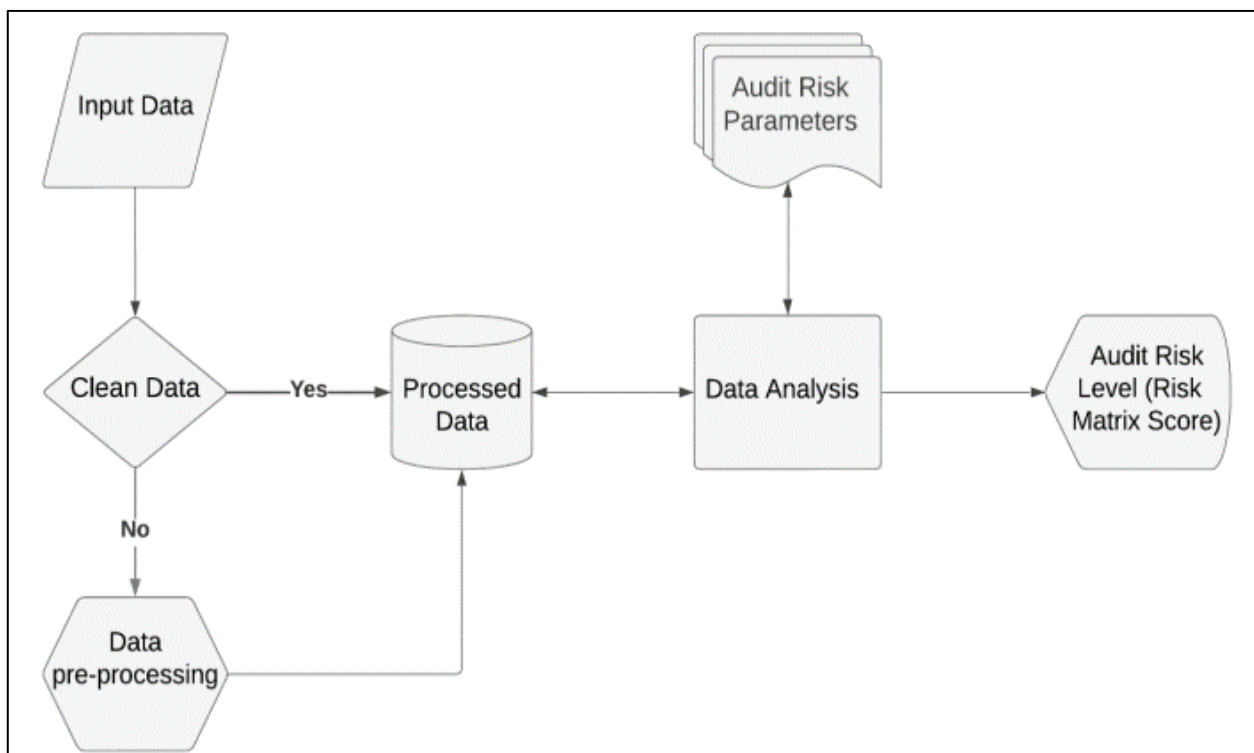 Input Data
Audit Risk
Parameters
Clean Data
Yes
Processed
Data
Data Analysis
Audit Risk
Level (Risk
Matrix Score)
No
Data
pre-processing